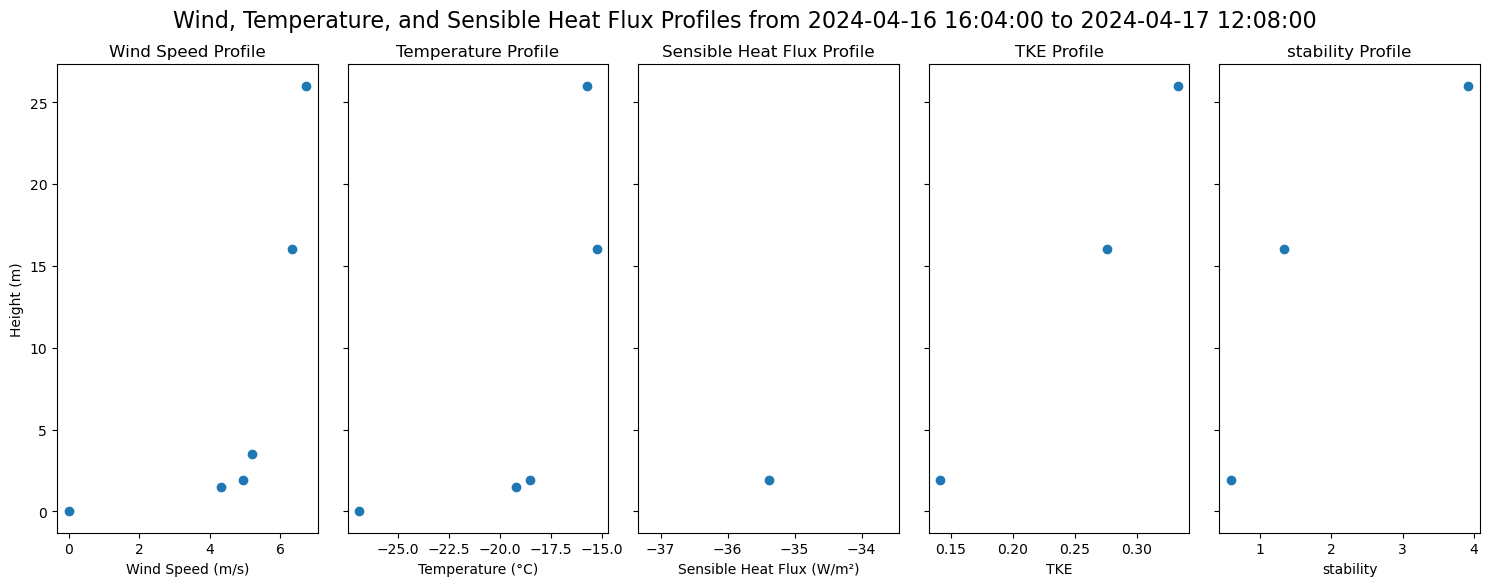 Wind, Temperature, and Sensible Heat Flux Profiles from 2024-04-16 16:04:00 to 2024-04-17 12:08:00
Wind Speed Profile
Temperature Profile
Sensible Heat Flux Profile
TKE Profile
stability Profile
25
20
15
10
5
0
Height (m)
0 2 4 6
Wind Speed (m/s)
−25.0 −22.5 −20.0 −17.5 −15.0
Temperature (°C)
−37 −36 −35 −34
Sensible Heat Flux (W/m²)
0.15 0.20 0.25 0.30
TKE
1 2 3 4
stability